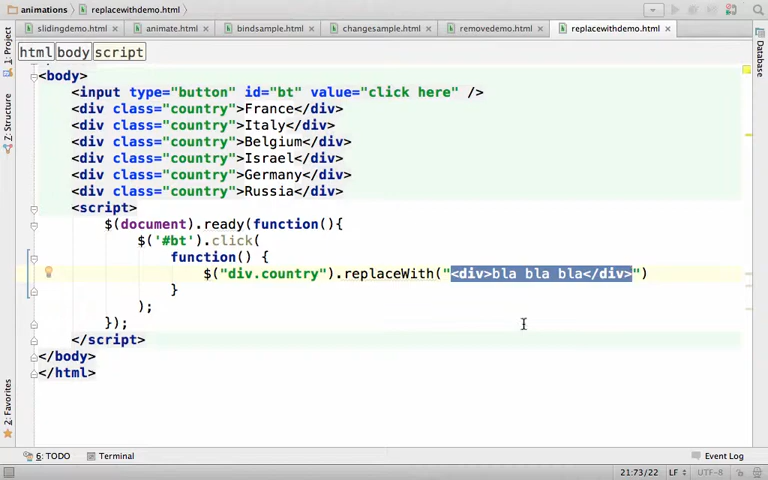 animations replacewithdemo.html
slidingdemo.html animate.html bindsample.html changesample.html removedemo.html replacewithdemo.html
html body script
<body>
<input type="button" id="bt" value="click here" />
<div class="country">France</div>
<div class="country">Italy</div>
<div class="country">Belgium</div>
<div class="country">Israel</div>
<div class="country">Germany</div>
<div class="country">Russia</div>
<script>
$(document).ready(function(){
$('#bt').click(
function() {
$("div.country").replaceWith("<div>bla bla bla</div>")
}
);
});
</script>
</body>
</html>
1: Project
7: Structure
2: Favorites
Database
6: TODO Terminal Event Log
21:73/22 LF UTF-8